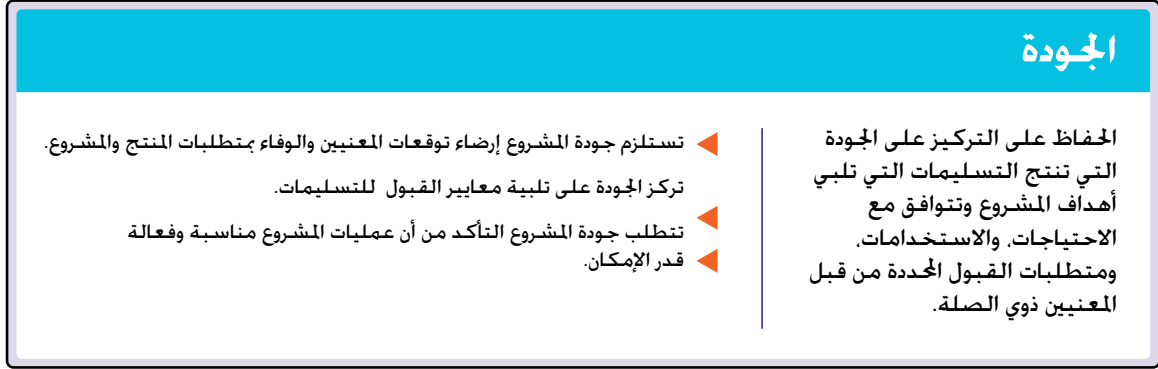 الجودة
الحفاظ على التركيز على الجودة
التي تنتج التسليمات التي تلبي
أهداف المشروع وتتوافق مع
الاحتياجات، والاستخدامات،
ومتطلبات القبول المحددة من قبل
المعنيين ذوي الصلة.
تستلزم جودة المشروع إرضاء توقعات المعنيين والوفاء بمتطلبات المنتج والمشروع.
تركز الجودة على تلبية معايير القبول للتسليمات.
تتطلب جودة المشروع التأكد من أن عمليات المشروع مناسبة وفعالة
قدر الإمكان.